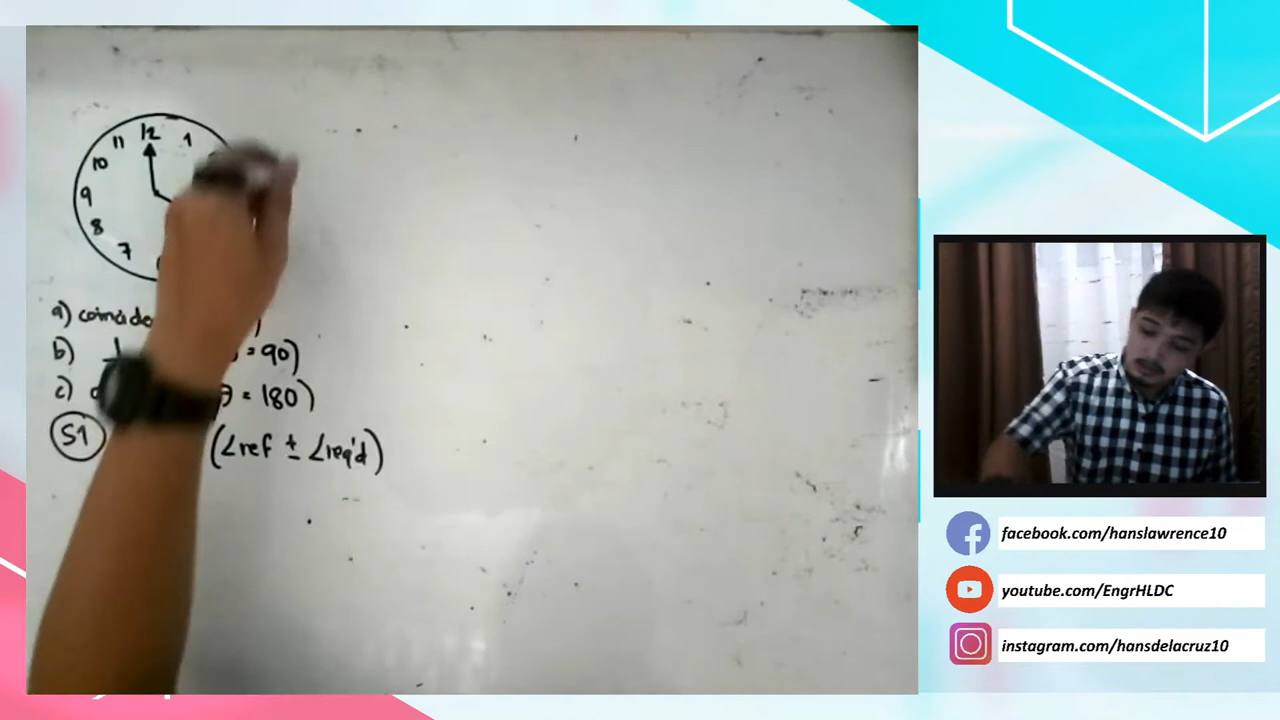 12
11
1
10
9
8
7
a) coincide )
b) ⊥ = 90)
c) = 180)
S1 (∠ref ± ∠req'd)
facebook.com/hanslawrence10
youtube.com/EngrHLDC
instagram.com/hansdelacruz10